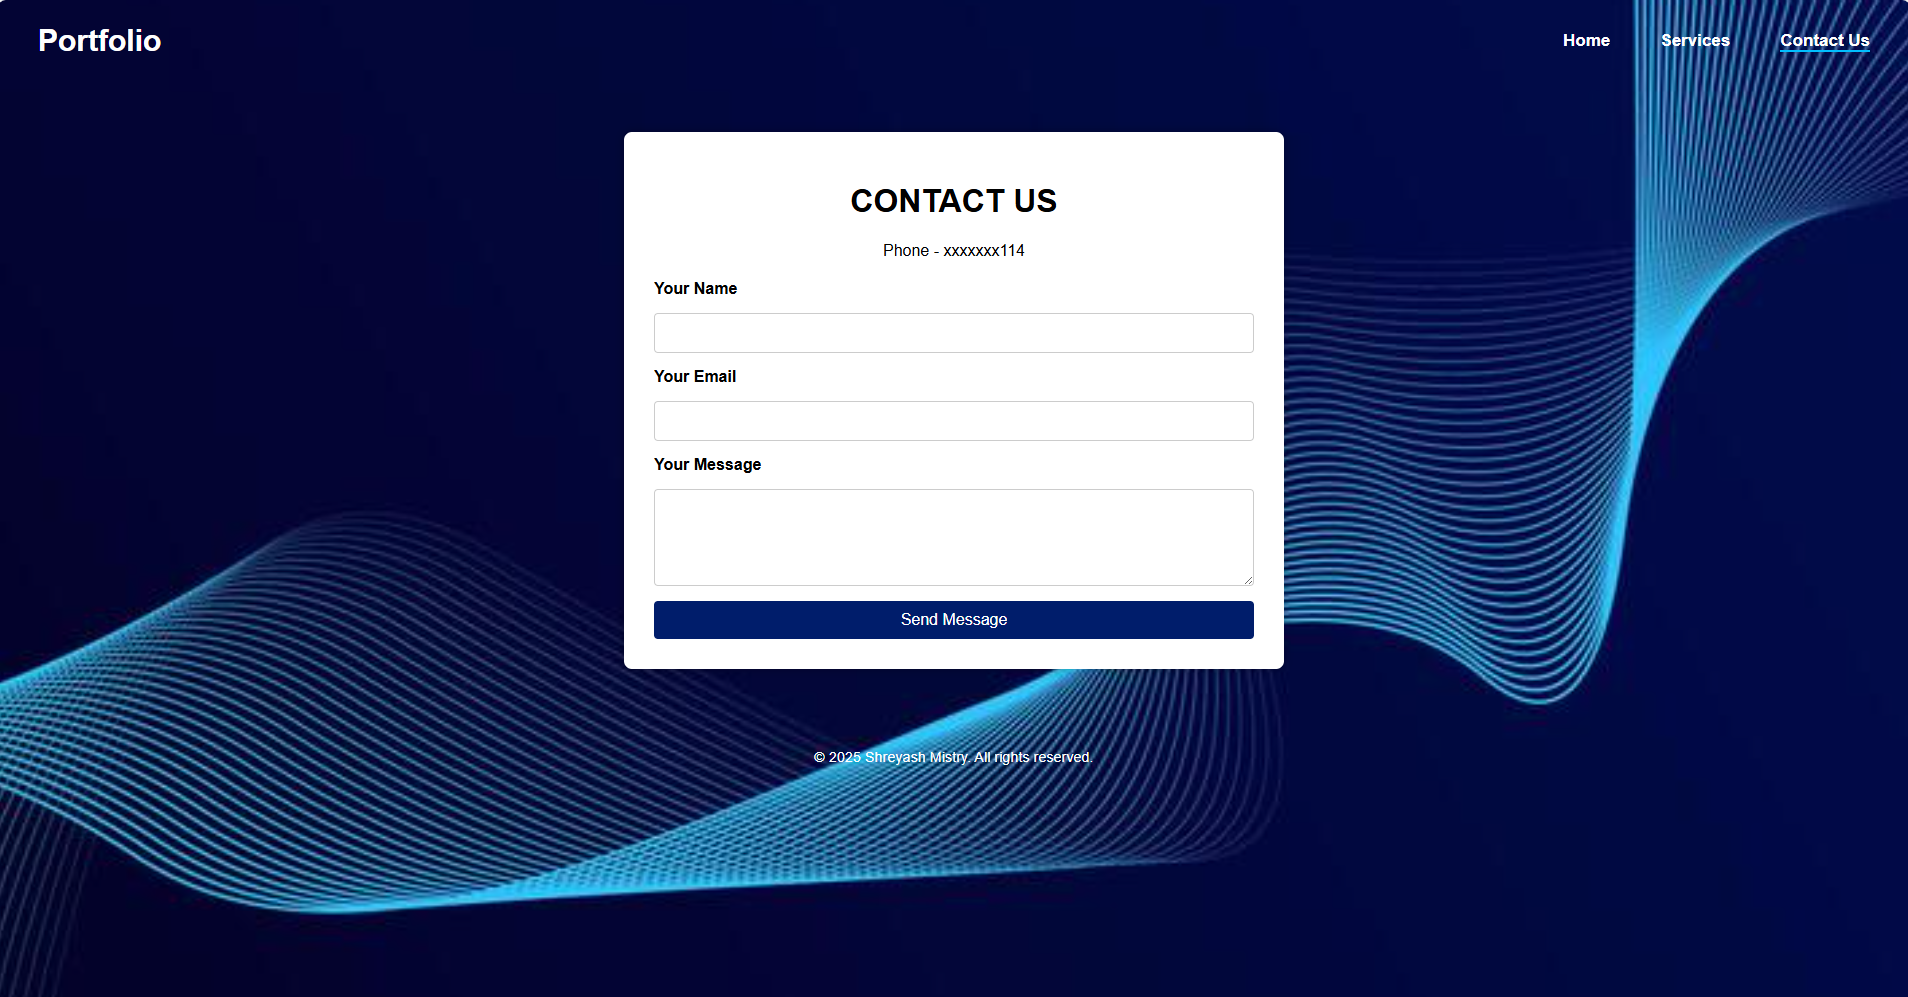 Portfolio
Home Services Contact Us
CONTACT US
Phone - xxxxxxx114
Your Name
Your Email
Your Message
Send Message
© 2025 Shreyash Mistry. All rights reserved.